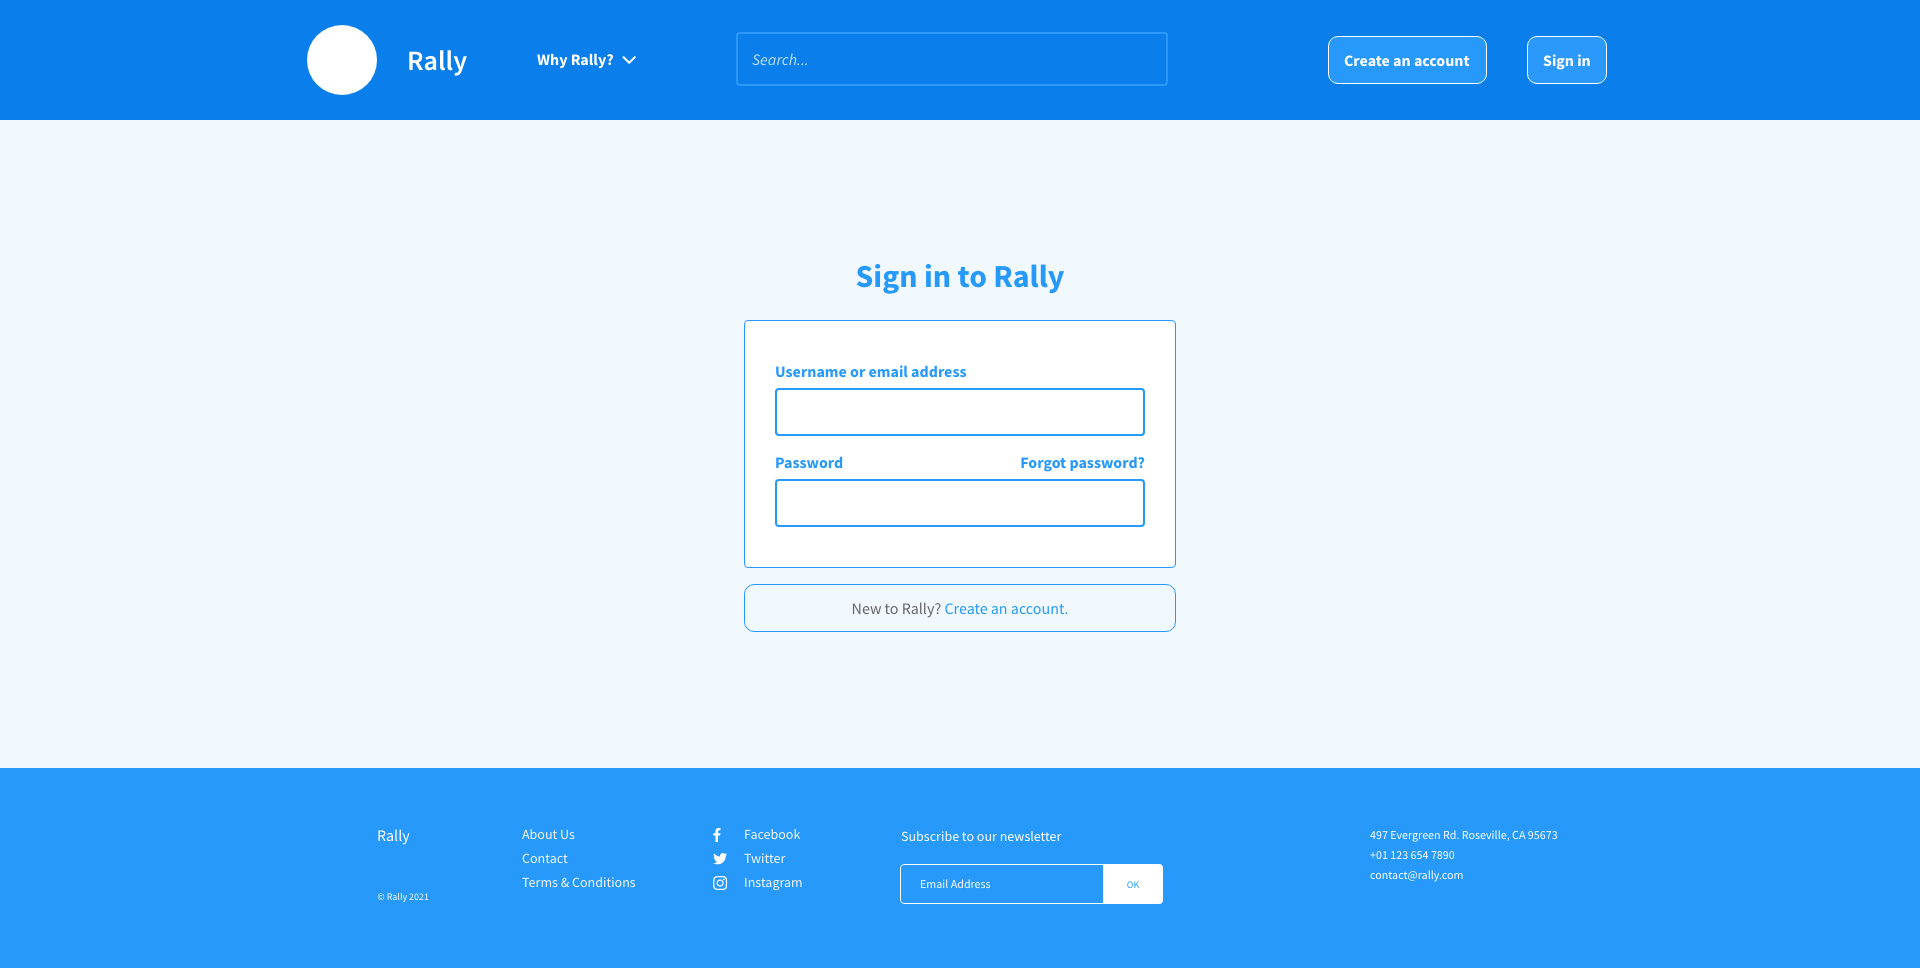 Rally
Why Rally?
Search...
Create an account
Sign in
Sign in to Rally
Username or email address
Password
Forgot password?
New to Rally? Create an account.
Rally
© Rally 2021
About Us
Contact
Terms & Conditions
Facebook
Twitter
Instagram
Subscribe to our newsletter
Email Address
OK
497 Evergreen Rd. Roseville, CA 95673
+01 123 654 7890
contact@rally.com